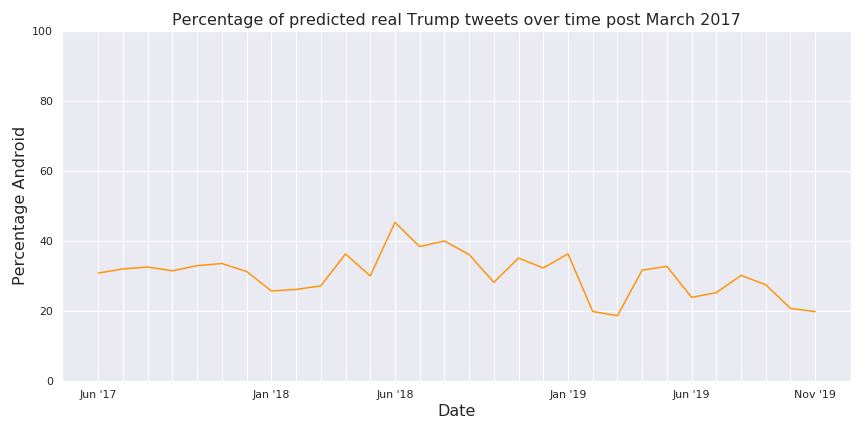 Percentage of predicted real Trump tweets over time post March 2017
100
80
60
40
20
0
Percentage Android
Jun '17 Jan '18 Jun '18 Jan '19 Jun '19 Nov '19
Date